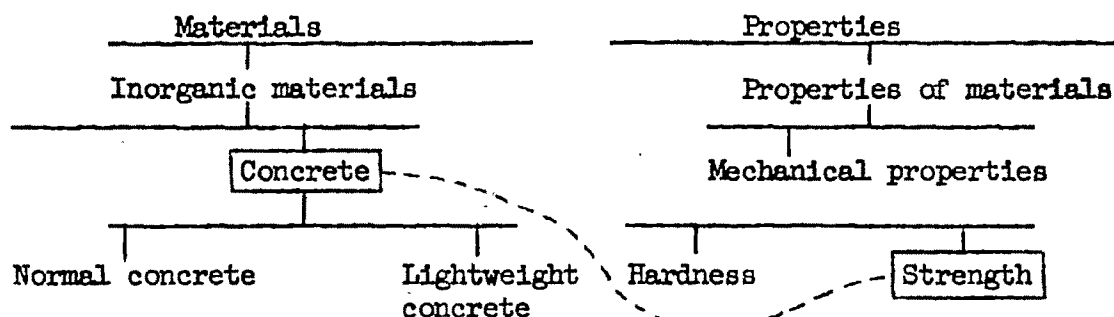 Materials
Properties
Inorganic materials
Properties of materials
Concrete
Mechanical properties
Normal concrete
Lightweight
concrete
Hardness
Strength